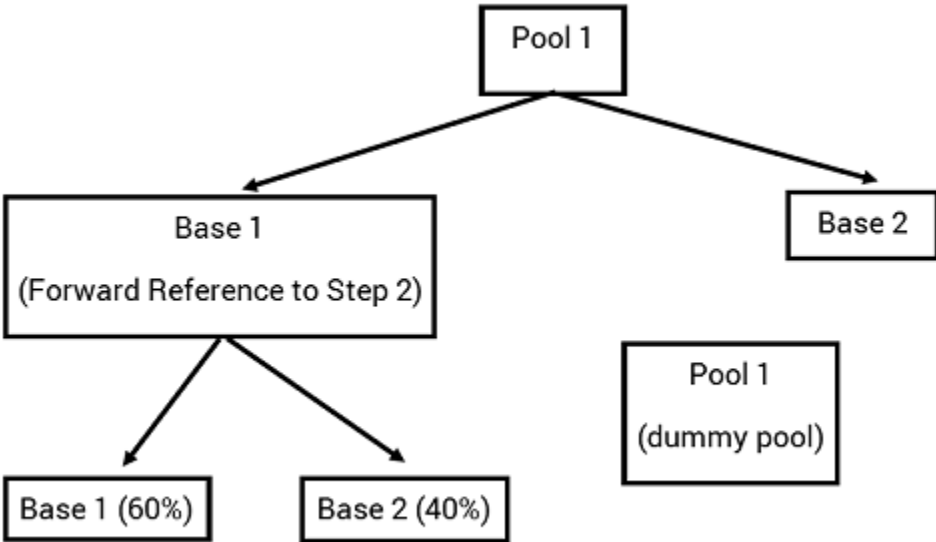 Pool 1
Base 1
(Forward Reference to Step 2)
Base 2
Pool 1
(dummy pool)
Base 1 (60%)
Base 2 (40%)